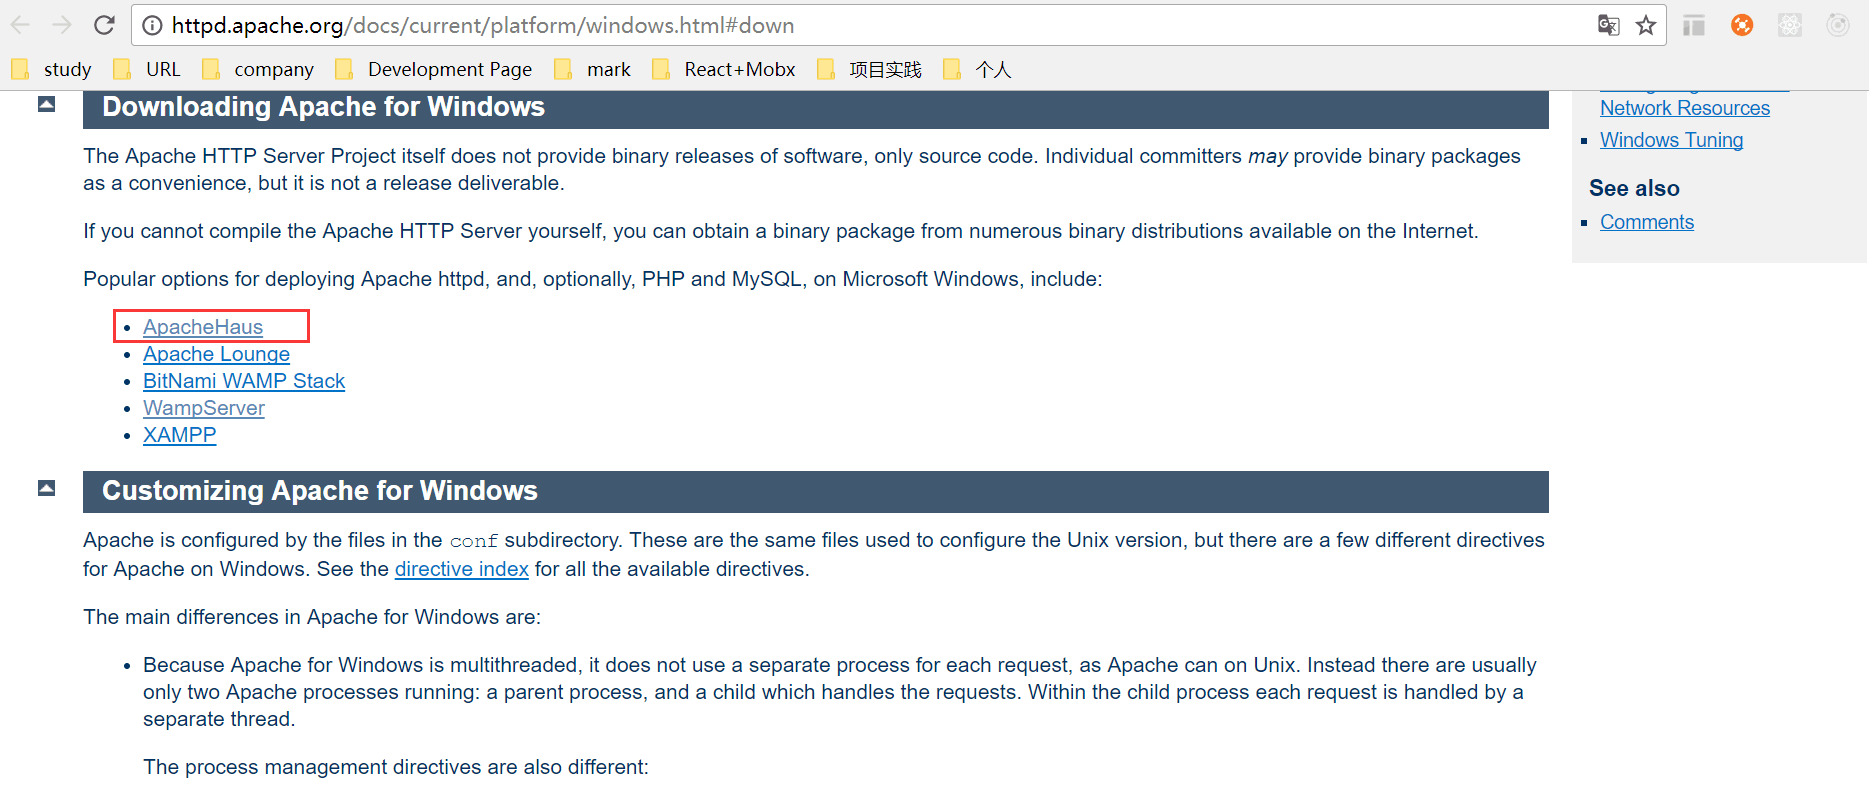 httpd.apache.org/docs/current/platform/windows.html#down
study URL company Development Page mark React+Mobx 项目实践 个人
Downloading Apache for Windows
The Apache HTTP Server Project itself does not provide binary releases of software, only source code. Individual committers may provide binary packages
as a convenience, but it is not a release deliverable.
If you cannot compile the Apache HTTP Server yourself, you can obtain a binary package from numerous binary distributions available on the Internet.
Popular options for deploying Apache httpd, and, optionally, PHP and MySQL, on Microsoft Windows, include:
ApacheHaus
Apache Lounge
BitNami WAMP Stack
WampServer
XAMPP
Customizing Apache for Windows
Apache is configured by the files in the conf subdirectory. These are the same files used to configure the Unix version, but there are a few different directives
for Apache on Windows. See the directive index for all the available directives.
The main differences in Apache for Windows are:
Because Apache for Windows is multithreaded, it does not use a separate process for each request, as Apache can on Unix. Instead there are usually
only two Apache processes running: a parent process, and a child which handles the requests. Within the child process each request is handled by a
separate thread.
The process management directives are also different:
Network Resources
Windows Tuning
See also
Comments